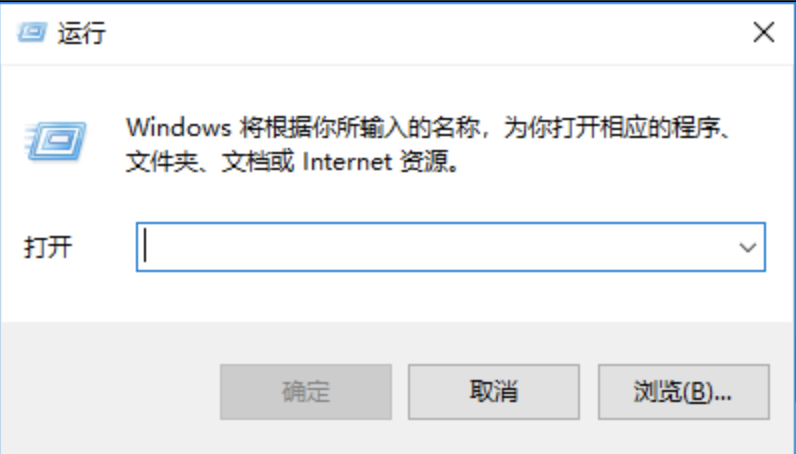 运行
Windows 将根据你所输入的名称，为你打开相应的程序、
文件夹、文档或 Internet 资源。
打开
确定 取消 浏览(B)...